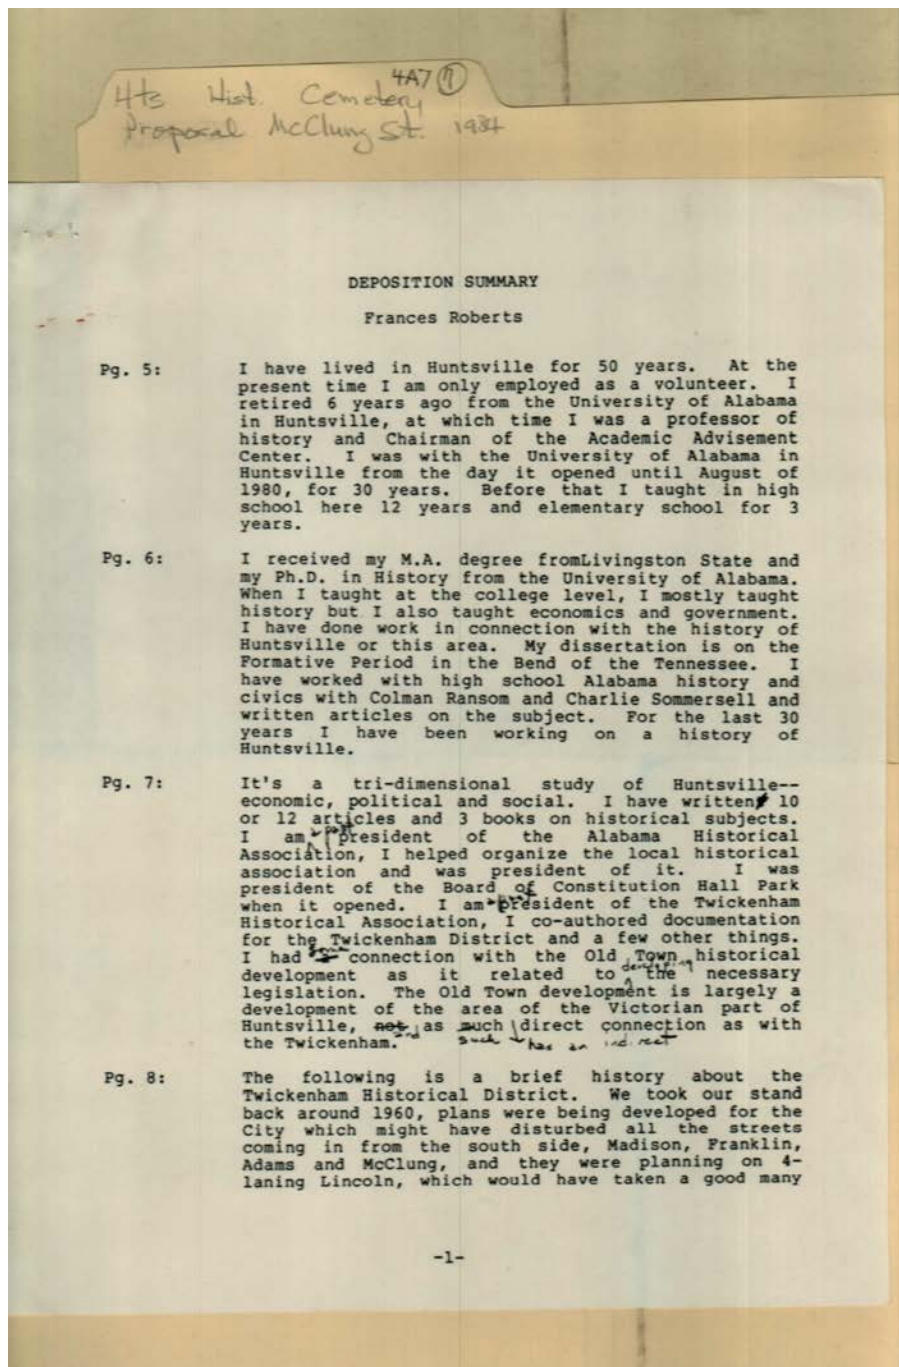 4A7 7
Hist. Cemetery
Proposal McClung St. 1984
DEPOSITION SUMMARY
Frances Roberts
Pg. 5: I have lived in Huntsville for 50 years. At the
present time I am only employed as a volunteer. I
retired 6 years ago from the University of Alabama
in Huntsville, at which time I was a professor of
history and Chairman of the Academic Advisement
Center. I was with the University of Alabama in
Huntsville from the day it opened until August of
1980, for 30 years. Before that I taught in high
school here 12 years and elementary school for 3
years.
Pg. 6: I received my M.A. degree fromLivingston State and
my Ph.D. in History from the University of Alabama.
When I taught at the college level, I mostly taught
history but I also taught economics and government.
I have done work in connection with the history of
Huntsville or this area. My dissertation is on the
Formative Period in the Bend of the Tennessee. I
have worked with high school Alabama history and
civics with Colman Ransom and Charlie Sommersell and
written articles on the subject. For the last 30
years I have been working on a history of
Huntsville.
Pg. 7: It's a tri-dimensional study of Huntsville--
economic, political and social. I have written 10
or 12 articles and 3 books on historical subjects.
I am past president of the Alabama Historical
Association, I helped organize the local historical
association and was president of it. I was
president of the Board of Constitution Hall Park
when it opened. I am president of the Twickenham
Historical Association, I co-authored documentation
for the Twickenham District and a few other things.
I had connection with the Old Town historical
development as it related to developing the necessary
legislation. The Old Town development is largely a
development of the area of the Victorian part of
Huntsville, not as much direct connection as with
the Twickenham. and such has an indirect
Pg. 8: The following is a brief history about the
Twickenham Historical District. We took our stand
back around 1960, plans were being developed for the
City which might have disturbed all the streets
coming in from the south side, Madison, Franklin,
Adams and McClung, and they were planning on 4-
laning Lincoln, which would have taken a good many
-1-